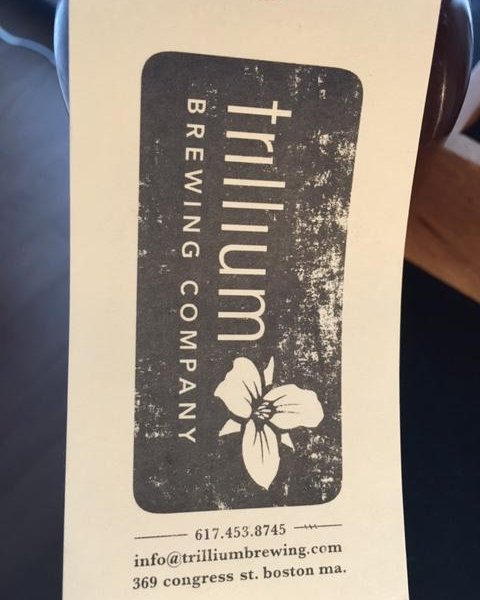 trillium
BREWING COMPANY
617.453.8745
info@trilliumbrewing.com
369 congress st. boston ma.